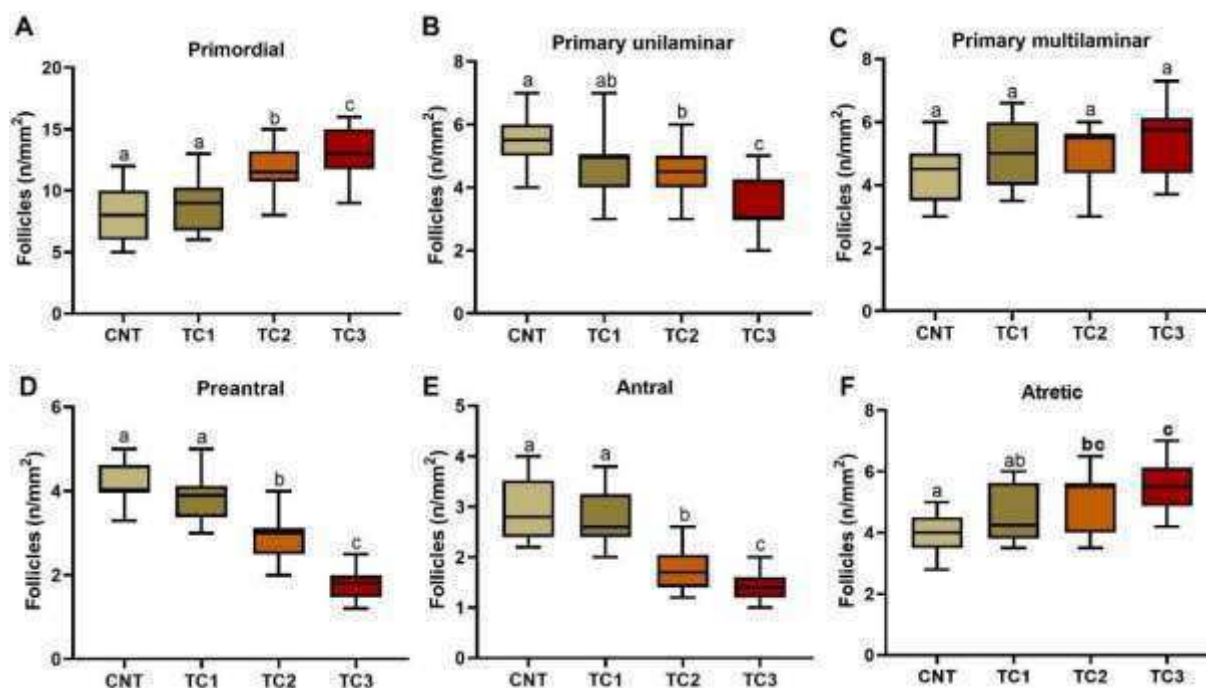 A
Primordial
Follicles (n/mm²)
20
15
10
5
0
a
a
b
c
CNT
TC1
TC2
TC3
B
Primary unilaminar
Follicles (n/mm²)
8
6
4
2
0
a
ab
b
c
CNT
TC1
TC2
TC3
C
Primary multilaminar
Follicles (n/mm²)
8
6
4
2
0
a
a
a
a
CNT
TC1
TC2
TC3
D
Preantral
Follicles (n/mm²)
6
4
2
0
a
a
b
c
CNT
TC1
TC2
TC3
E
Antral
Follicles (n/mm²)
5
4
3
2
1
0
a
a
b
c
CNT
TC1
TC2
TC3
F
Atretic
Follicles (n/mm²)
8
6
4
2
0
a
ab
bc
c
CNT
TC1
TC2
TC3